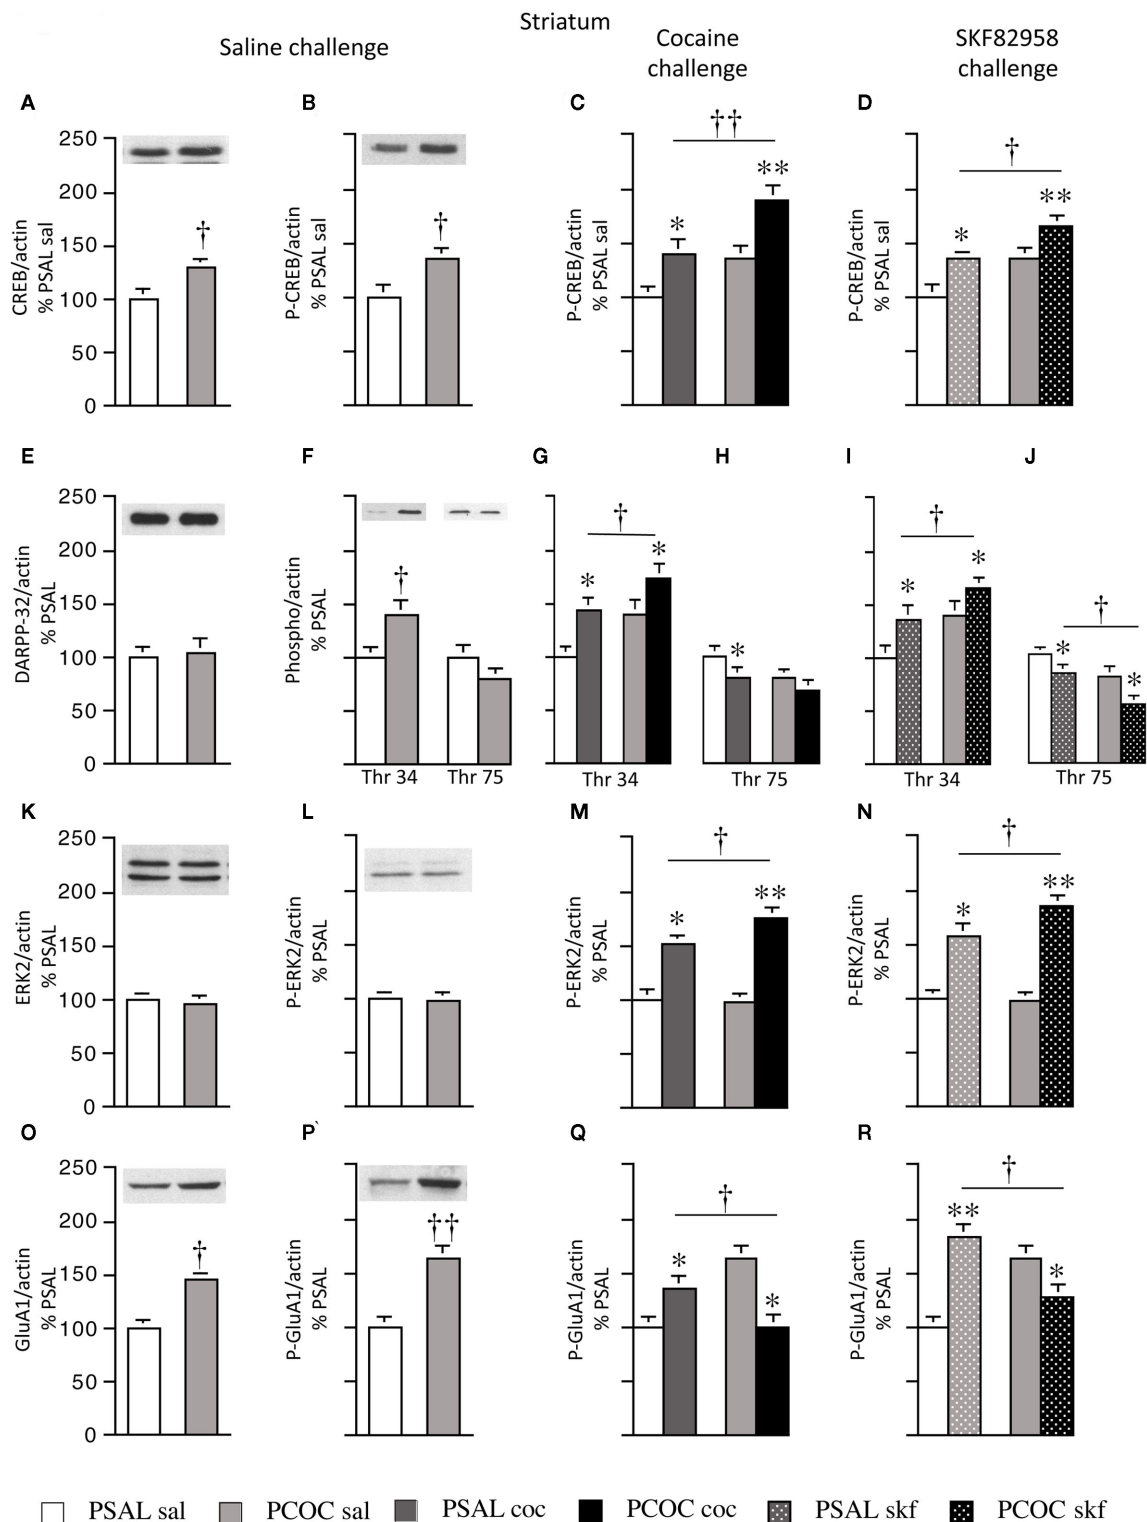 Striatum
Saline challenge
Cocaine
challenge
SKF82958
challenge
A
B
C
D
250
200
150
100
50
0
CREB/actin
% PSAL sal
†
P-CREB/actin
% PSAL sal
†
P-CREB/actin
% PSAL sal
*
**
††
P-CREB/actin
% PSAL sal
*
**
†
E
F
G
H
I
J
250
200
150
100
50
0
DARPP-32/actin
% PSAL
Phospho/actin
% PSAL
†
Thr 34
Thr 75
*
*
†
Thr 34
*
Thr 75
*
*
†
Thr 34
*
*
†
Thr 75
K
L
M
N
250
200
150
100
50
0
ERK2/actin
% PSAL
P-ERK2/actin
% PSAL
P-ERK2/actin
% PSAL
*
**
†
P-ERK2/actin
% PSAL
*
**
†
O
P`
Q
R
250
200
150
100
50
0
GluA1/actin
% PSAL
†
P-GluA1/actin
% PSAL
††
P-GluA1/actin
% PSAL
*
*
†
P-GluA1/actin
% PSAL
**
*
†
PSAL sal
PCOC sal
PSAL coc
PCOC coc
PSAL skf
PCOC skf